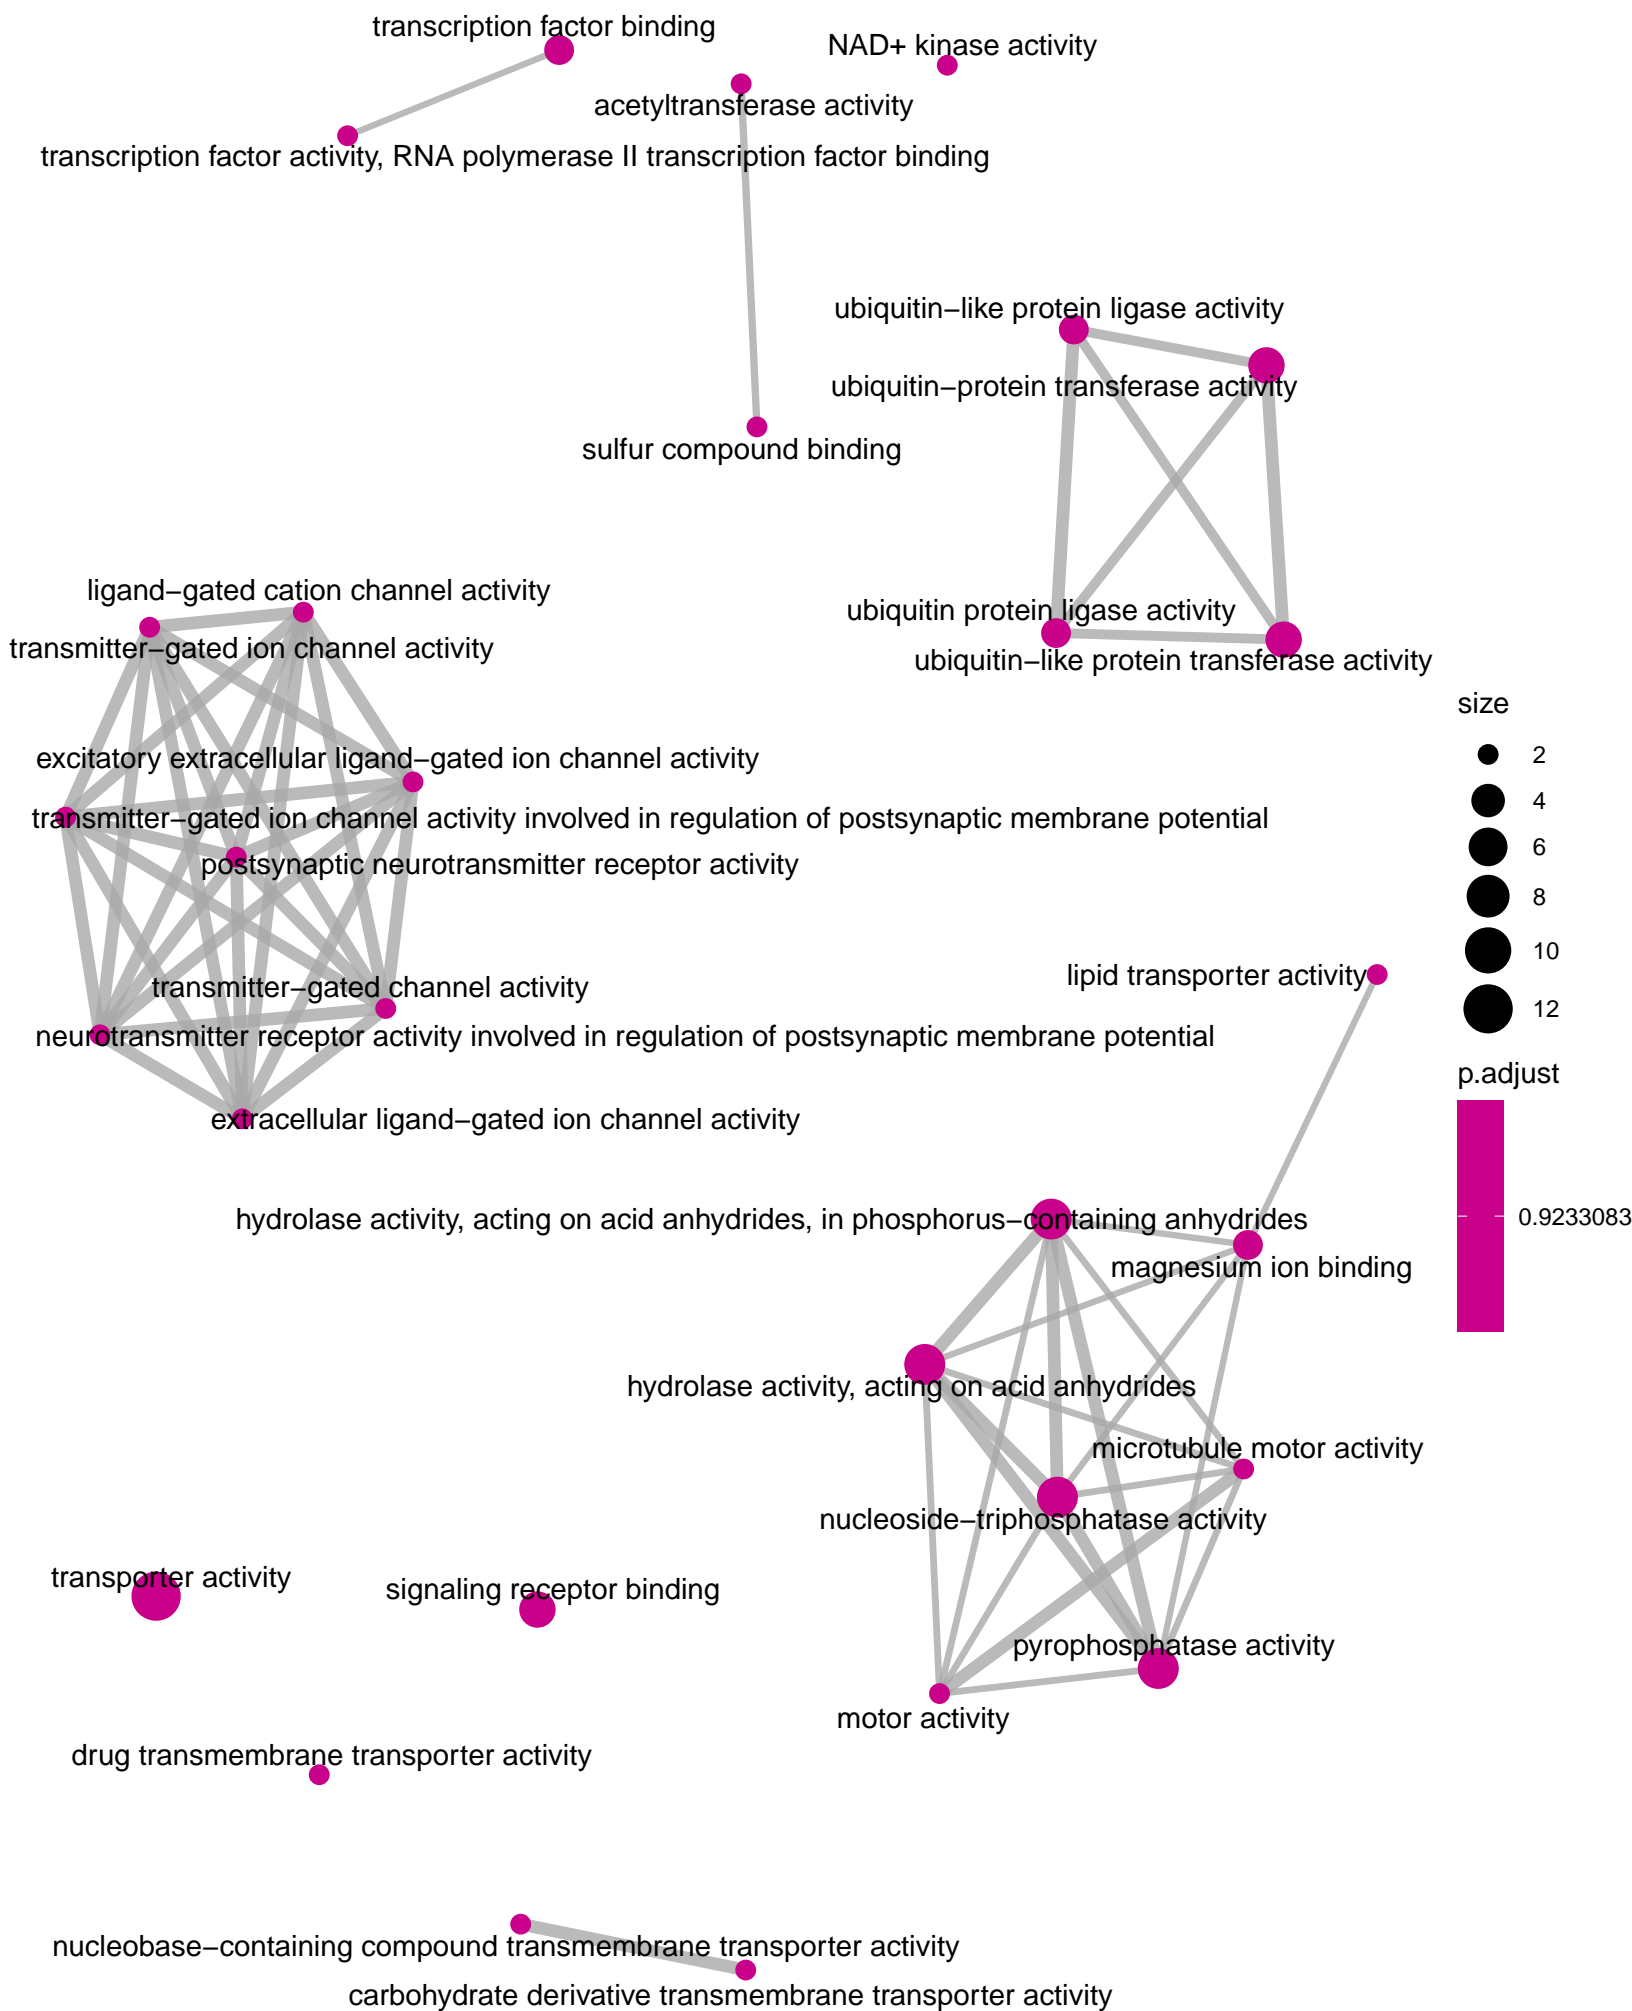 transcription factor binding
NAD+ kinase activity
acetyltransferase activity
transcription factor activity, RNA polymerase II transcription factor binding
ubiquitin−like protein ligase activity
ubiquitin−protein transferase activity
sulfur compound binding
ligand−gated cation channel activity
ubiquitin protein ligase activity
transmitter−gated ion channel activity
ubiquitin−like protein transferase activity
size
2
4
6
8
10
12
excitatory extracellular ligand−gated ion channel activity
transmitter−gated ion channel activity involved in regulation of postsynaptic membrane potential
postsynaptic neurotransmitter receptor activity
lipid transporter activity
transmitter−gated channel activity
neurotransmitter receptor activity involved in regulation of postsynaptic membrane potential
p.adjust
0.9233083
extracellular ligand−gated ion channel activity
hydrolase activity, acting on acid anhydrides, in phosphorus−containing anhydrides
magnesium ion binding
hydrolase activity, acting on acid anhydrides
microtubule motor activity
nucleoside−triphosphatase activity
transporter activity
signaling receptor binding
pyrophosphatase activity
motor activity
drug transmembrane transporter activity
nucleobase−containing compound transmembrane transporter activity
carbohydrate derivative transmembrane transporter activity